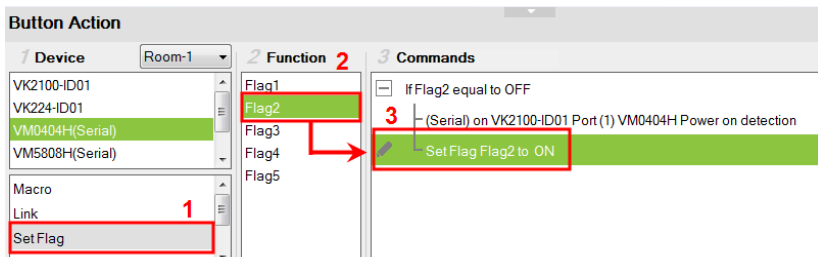 Button Action
1 Device Room-1 2 Function 2 3 Commands
VK2100-ID01
VK224-ID01
VM0404H(Serial)
VM5808H(Serial)
Macro
Link 1
Set Flag
Flag1
Flag2
Flag3
Flag4
Flag5
If Flag2 equal to OFF
3 (Serial) on VK2100-ID01 Port (1) VM0404H Power on detection
Set Flag Flag2 to ON